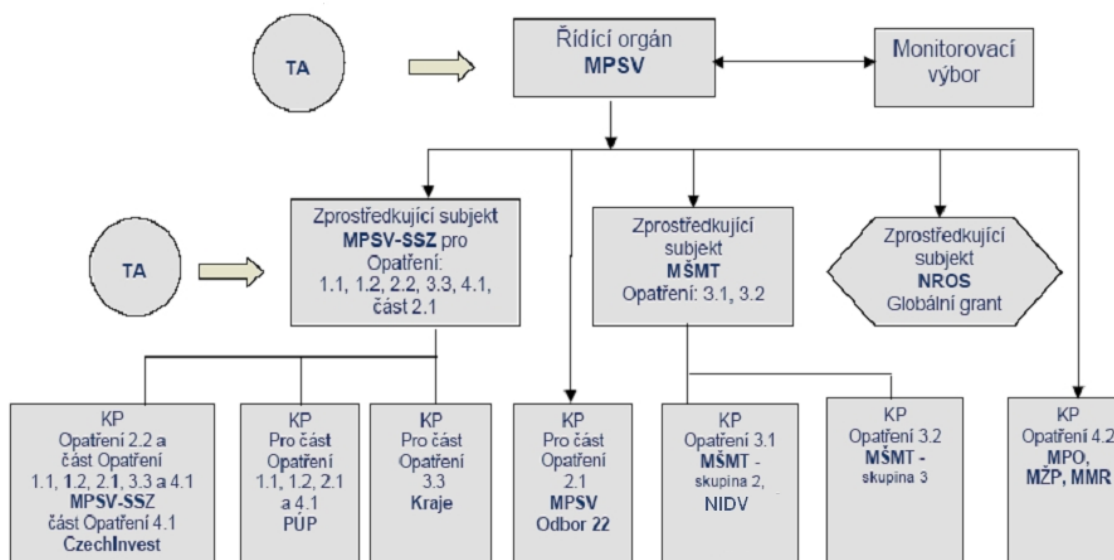 TA
Řídící orgán
MPSV
Monitorovací
výbor
TA
Zprostředkující subjekt
MPSV-SSZ pro
Opatření:
1.1, 1.2, 2.2, 3.3, 4.1,
část 2.1
Zprostředkující
subjekt
MŠMT
Opatření: 3.1, 3.2
Zprostředkující
subjekt
NROS
Globální grant
KP
Opatření 2.2 a
část Opatření
1.1, 1.2, 2.1, 3.3 a 4.1
MPSV-SSZ
část Opatření 4.1
CzechInvest
KP
Pro část
Opatření
1.1, 1.2, 2.1
a 4.1
PÚP
KP
Pro část
Opatření
3.3
Kraje
KP
Pro část
Opatření
2.1
MPSV
Odbor 22
KP
Opatření 3.1
MŠMT -
skupina 2,
NIDV
KP
Opatření 3.2
MŠMT -
skupina 3
KP
Opatření 4.2
MPO,
MŽP, MMR